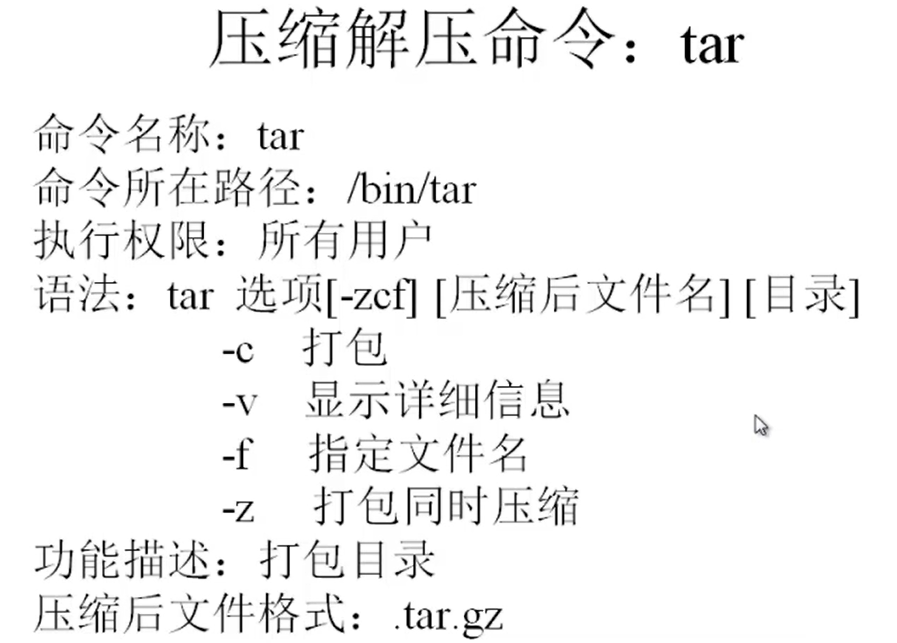 压缩解压命令：tar
命令名称：tar
命令所在路径：/bin/tar
执行权限：所有用户
语法：tar 选项[-zcf] [压缩后文件名] [目录]
-c 打包
-v 显示详细信息
-f 指定文件名
-z 打包同时压缩
功能描述：打包目录
压缩后文件格式：.tar.gz